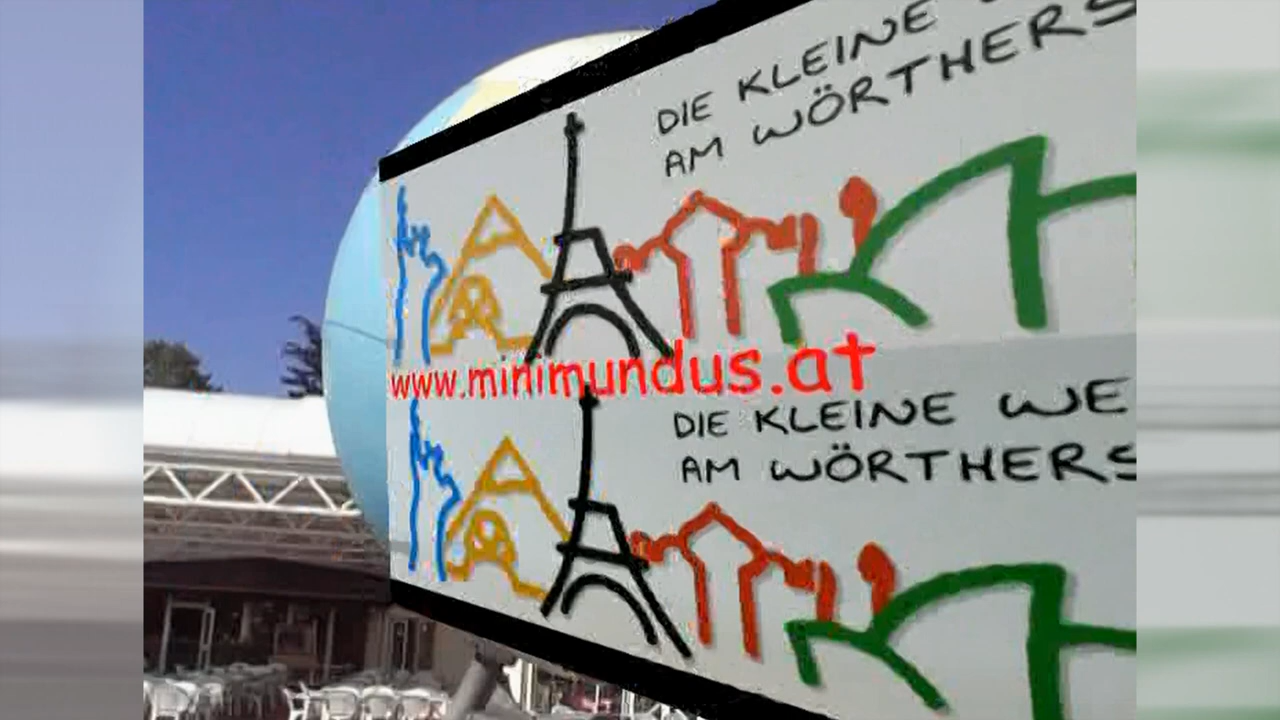 DIE KLEINE
AM WÖRTHERS
www.minimundus.at
DIE KLEINE WE
AM WÖRTHERS